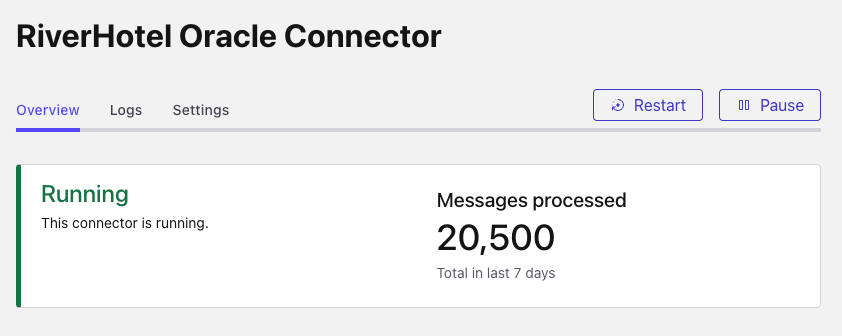 RiverHotel Oracle Connector
Overview Logs Settings Restart Pause
Running
This connector is running.
Messages processed
20,500
Total in last 7 days